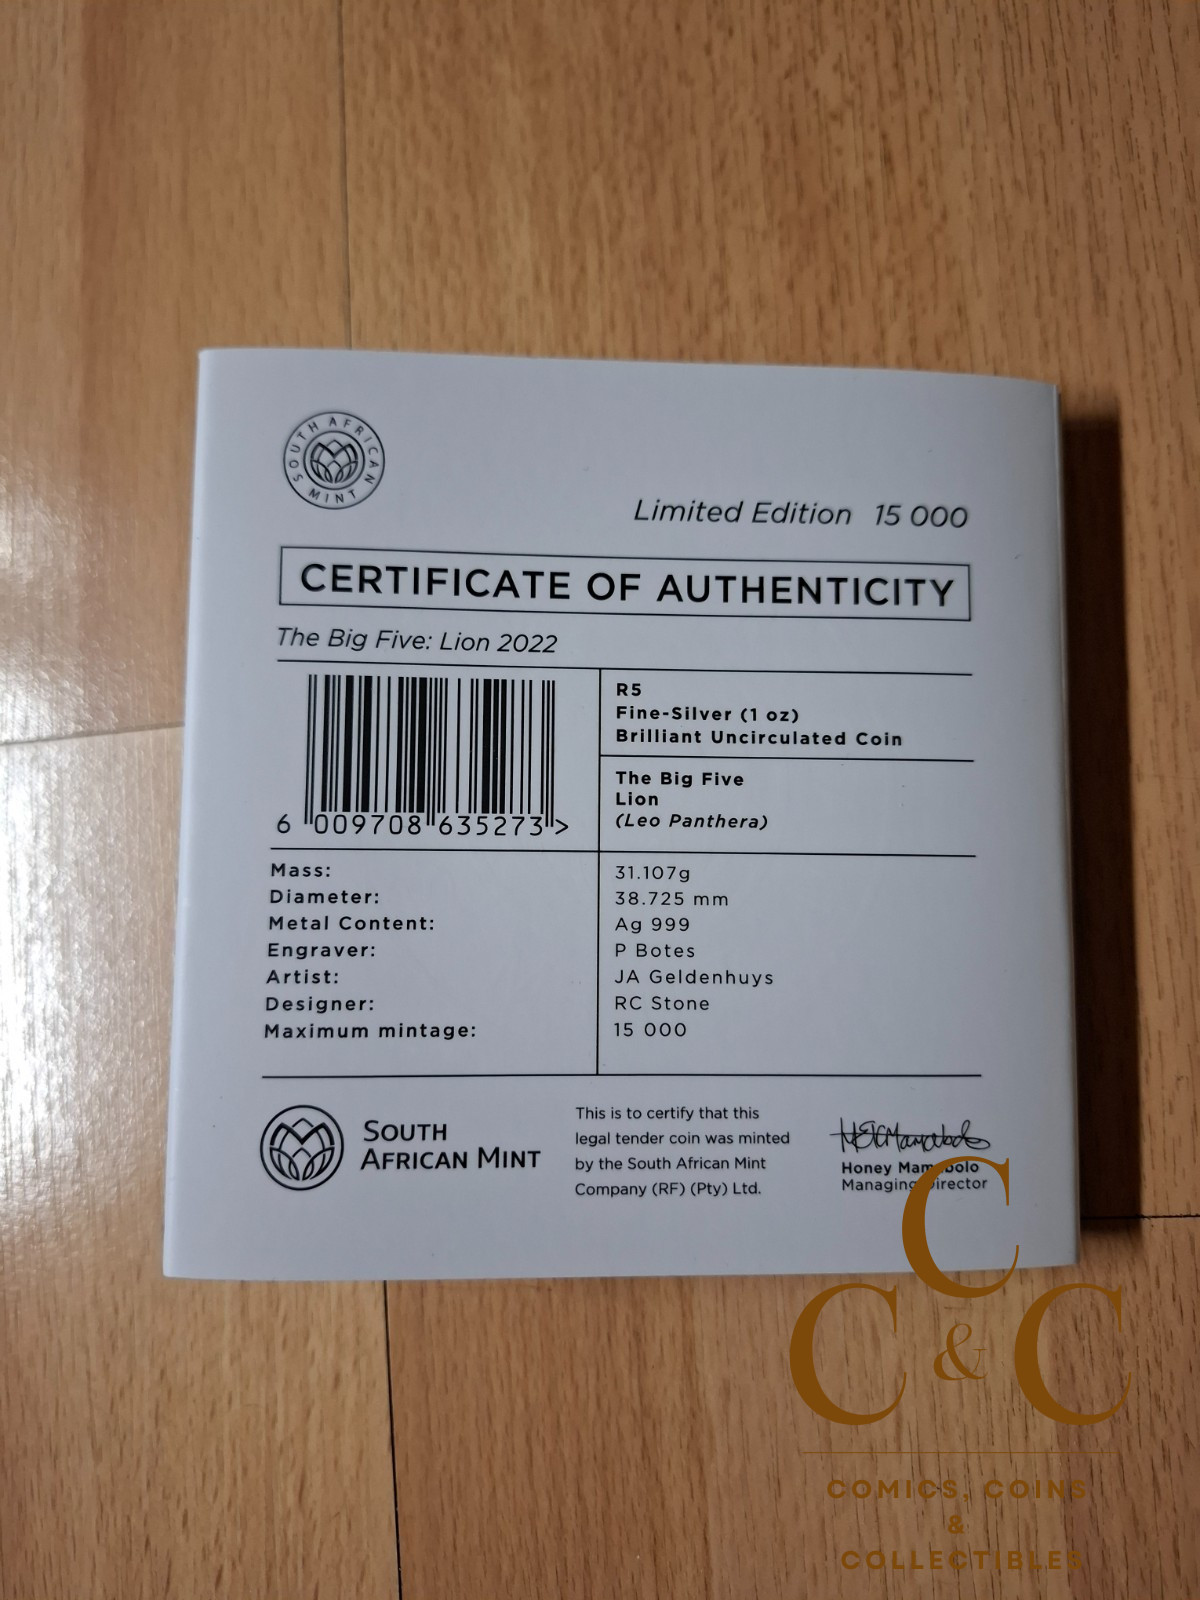 SOUTH AFRICAN MINT
Limited Edition 15 000
CERTIFICATE OF AUTHENTICITY
The Big Five: Lion 2022
6 009708 635273 >
R5
Fine-Silver (1 oz)
Brilliant Uncirculated Coin
The Big Five
Lion
(Leo Panthera)
Mass: 31.107g
Diameter: 38.725 mm
Metal Content: Ag 999
Engraver: P Botes
Artist: JA Geldenhuys
Designer: RC Stone
Maximum mintage: 15 000
SOUTH
AFRICAN MINT
This is to certify that this
legal tender coin was minted
by the South African Mint
Company (RF) (Pty) Ltd.
Honey Mamabolo
Managing Director
C
C & C
COMICS, COINS
&
COLLECTIBLES